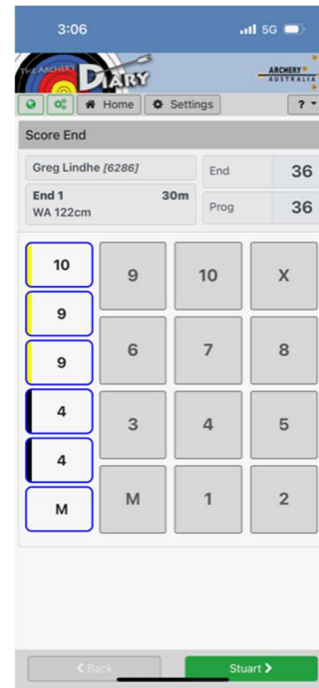 3:06
5G
THE ARCHER'S DIARY
ARCHERY
AUSTRALIA
Home
Settings
?
Score End
Greg Lindhe [6286]
End
36
End 1
30m
WA 122cm
Prog
36
10
9
9
4
4
M
9
10
X
6
7
8
3
4
5
M
1
2
Back
Stuart